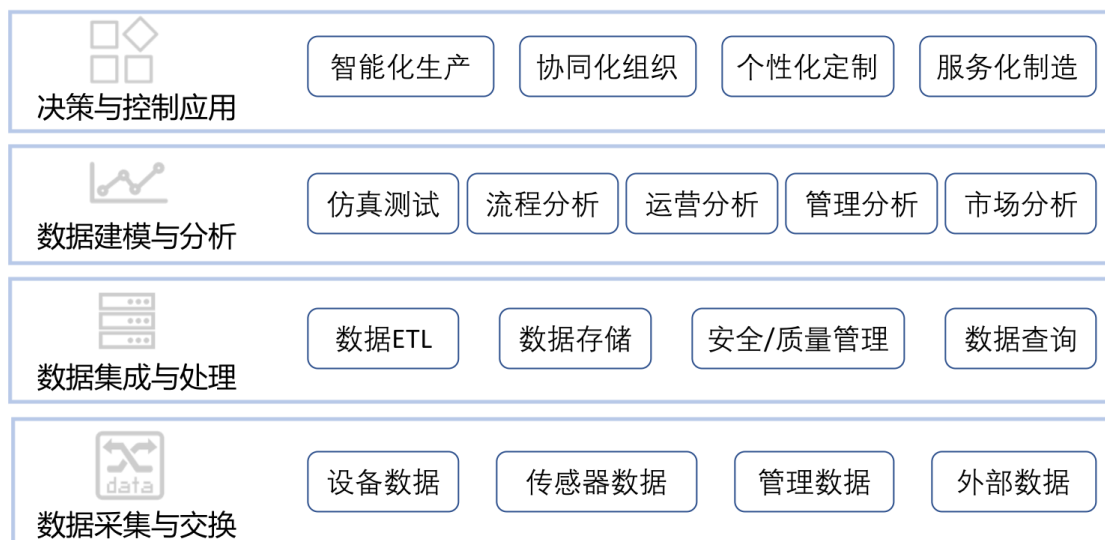 决策与控制应用
智能化生产
协同化组织
个性化定制
服务化制造
数据建模与分析
仿真测试
流程分析
运营分析
管理分析
市场分析
数据集成与处理
数据ETL
数据存储
安全/质量管理
数据查询
data
数据采集与交换
设备数据
传感器数据
管理数据
外部数据